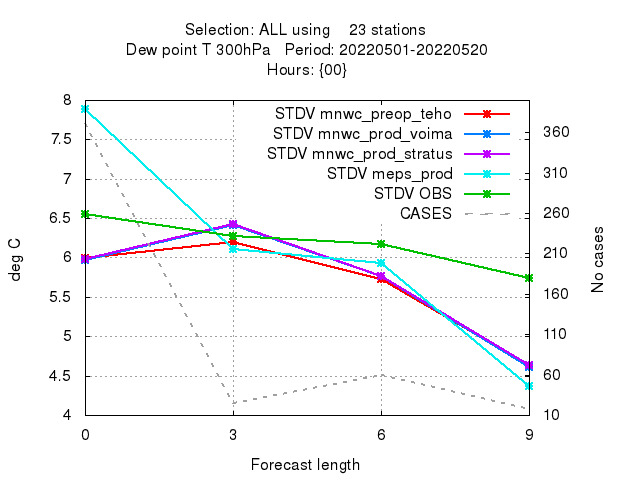 Selection: ALL using    23 stations
Dew point T 300hPa   Period: 20220501-20220520
Hours: {00}
STDV mnwc_preop_teho
STDV mnwc_prod_voima
STDV mnwc_prod_stratus
STDV meps_prod
STDV OBS
CASES
8
7.5
7
6.5
6
5.5
5
4.5
4
deg C
360
310
260
210
160
110
60
10
No cases
0 3 6 9
Forecast length